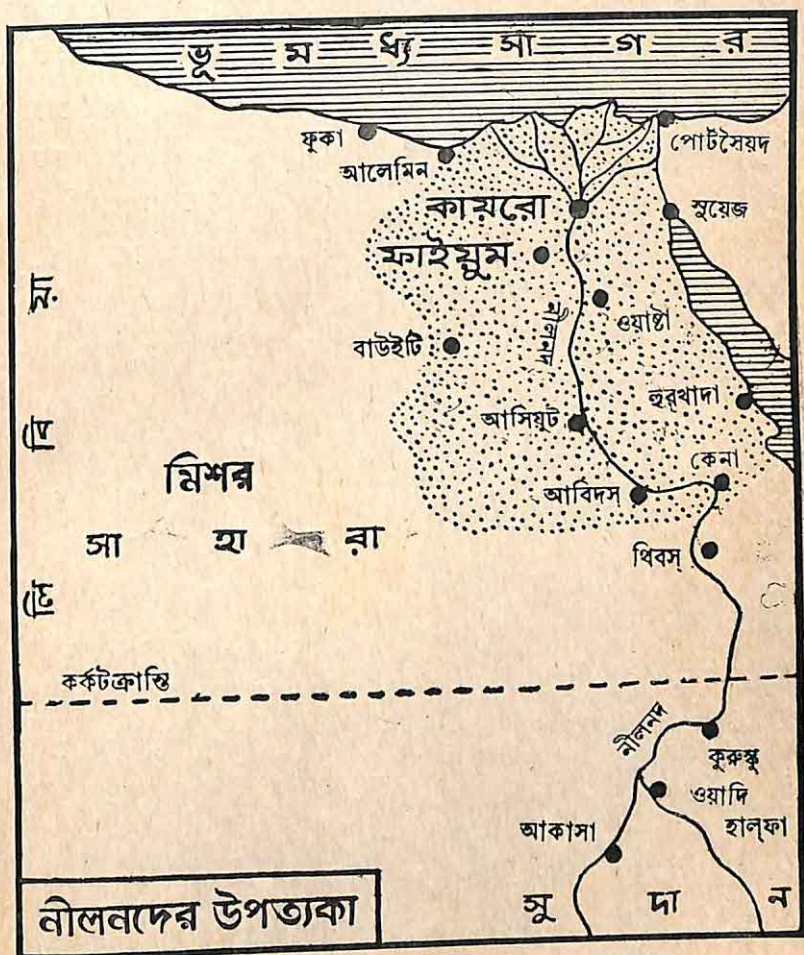 ভূ ম ধ্য সা গ র
ফুকা
পোর্টসৈয়দ
আলেমিন
কায়রো
সুয়েজ
ফাইয়ুম
নীলনদ
ওয়াষ্টা
বাউইটি
হুরথাদা
আসিয়ুট
কেনা
মিশর
আবিদস্
সা হা রা
থিবস্
লি বি য়া
কর্কটক্রান্তি
নীলনদ
কুরুস্কু
ওয়াদি
হাল্‌ফা
আকাসা
সু দা ন
নীলনদের উপত্যকা